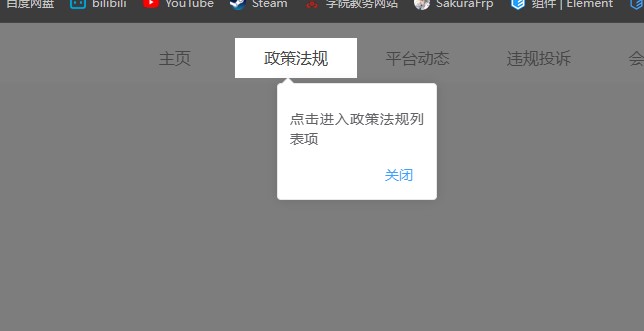 百度网盘 bilibili YouTube Steam 学院教务网站 SakuraFrp 组件 | Element
主页 政策法规 平台动态 违规投诉 会
点击进入政策法规列
表项
关闭